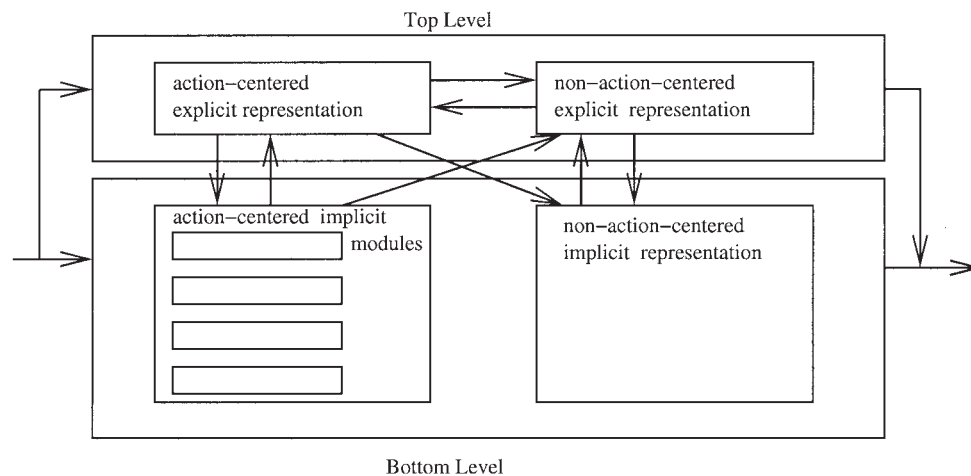 Top Level
action−centered
explicit representation
non−action−centered
explicit representation
action−centered implicit
modules
non−action−centered
implicit representation
Bottom Level